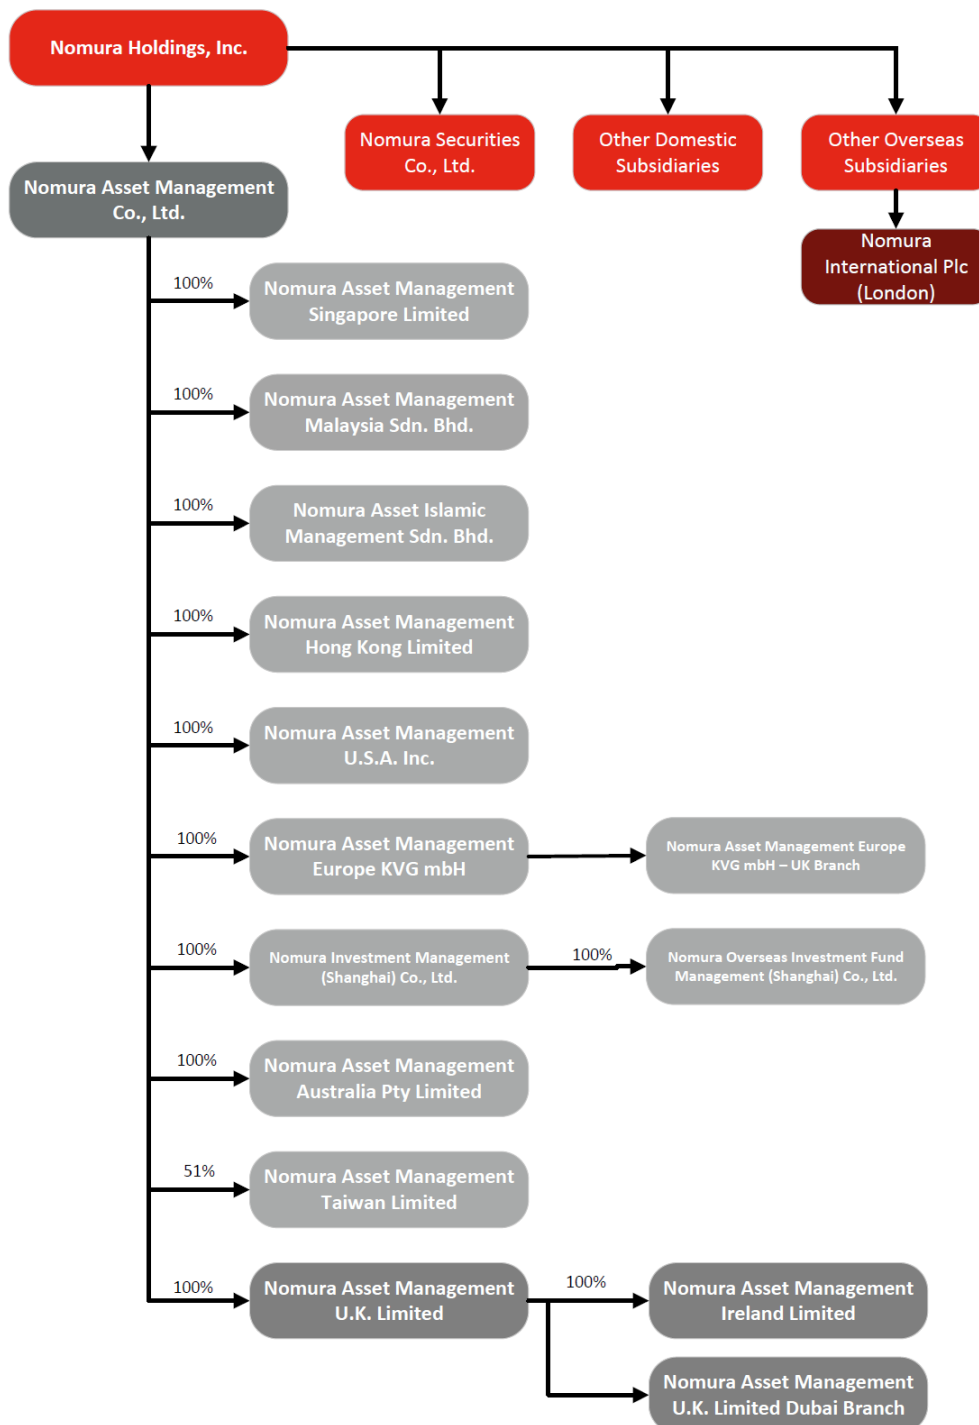 Nomura Holdings, Inc.
Nomura Securities
Co., Ltd.
Other Domestic
Subsidiaries
Other Overseas
Subsidiaries
Nomura Asset Management
Co., Ltd.
Nomura
International Plc
(London)
100%
Nomura Asset Management
Singapore Limited
100%
Nomura Asset Management
Malaysia Sdn. Bhd.
100%
Nomura Asset Islamic
Management Sdn. Bhd.
100%
Nomura Asset Management
Hong Kong Limited
100%
Nomura Asset Management
U.S.A. Inc.
100%
Nomura Asset Management
Europe KVG mbH
Nomura Asset Management Europe
KVG mbH – UK Branch
100%
Nomura Investment Management
(Shanghai) Co., Ltd.
100%
Nomura Overseas Investment Fund
Management (Shanghai) Co., Ltd.
100%
Nomura Asset Management
Australia Pty Limited
51%
Nomura Asset Management
Taiwan Limited
100%
Nomura Asset Management
U.K. Limited
100%
Nomura Asset Management
Ireland Limited
Nomura Asset Management
U.K. Limited Dubai Branch